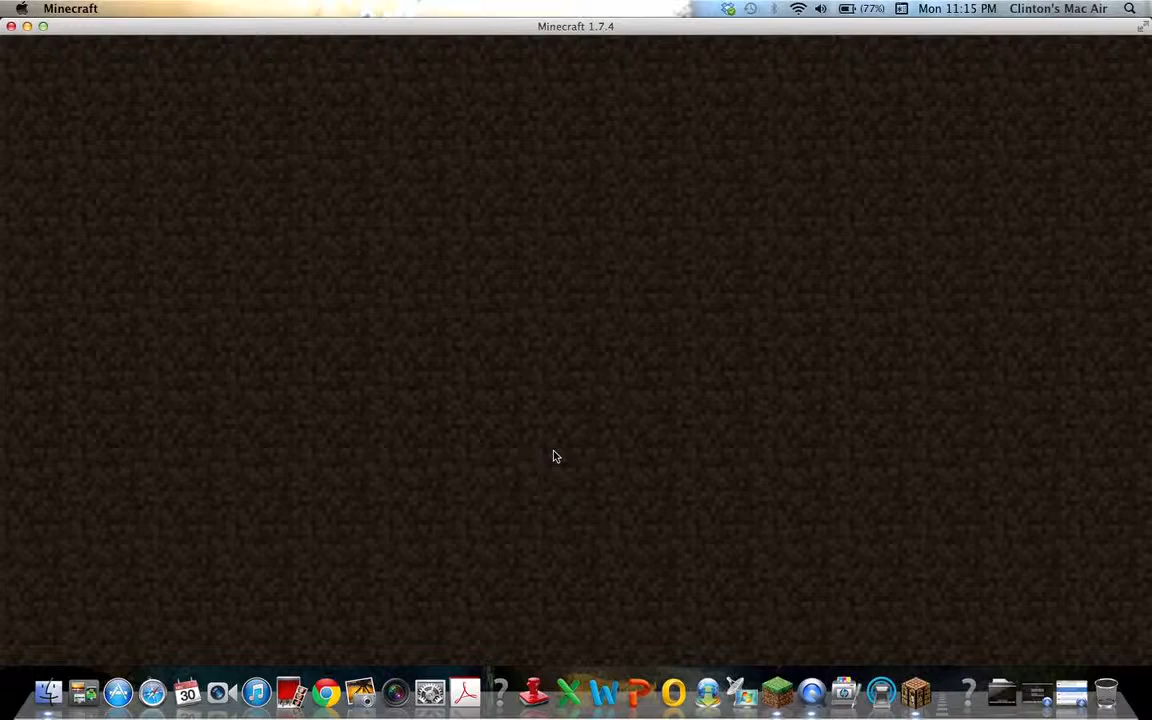 Minecraft
(77%)
Mon 11:15 PM
Clinton's Mac Air
Minecraft 1.7.4
30
?
X
W
P
O
?